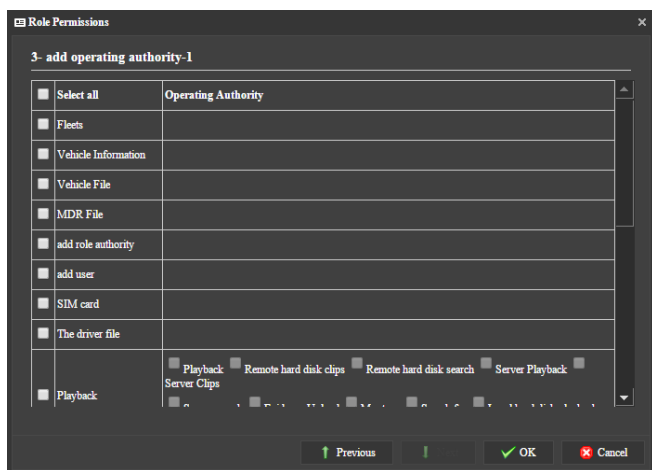 Role Permissions
3- add operating authority-1
Select all Operating Authority
Fleets
Vehicle Information
Vehicle File
MDR File
add role authority
add user
SIM card
The driver file
Playback Remote hard disk clips Remote hard disk search Server Playback
Server Clips
Playback
Previous
OK
Cancel